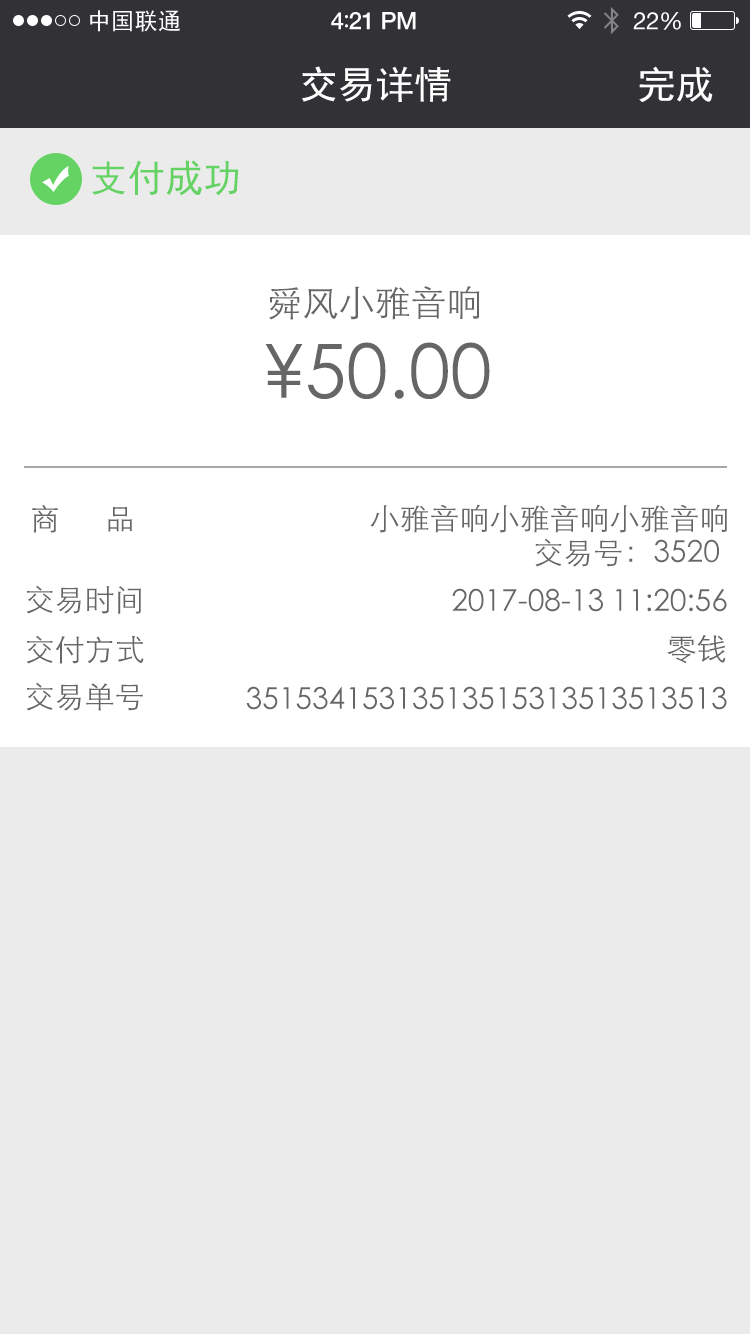 中国联通 4:21 PM 22%
交易详情 完成
支付成功
舜风小雅音响
¥50.00
商 品 小雅音响小雅音响小雅音响
交易号：3520
交易时间 2017-08-13 11:20:56
交付方式 零钱
交易单号 3515341531351351531351351​3513